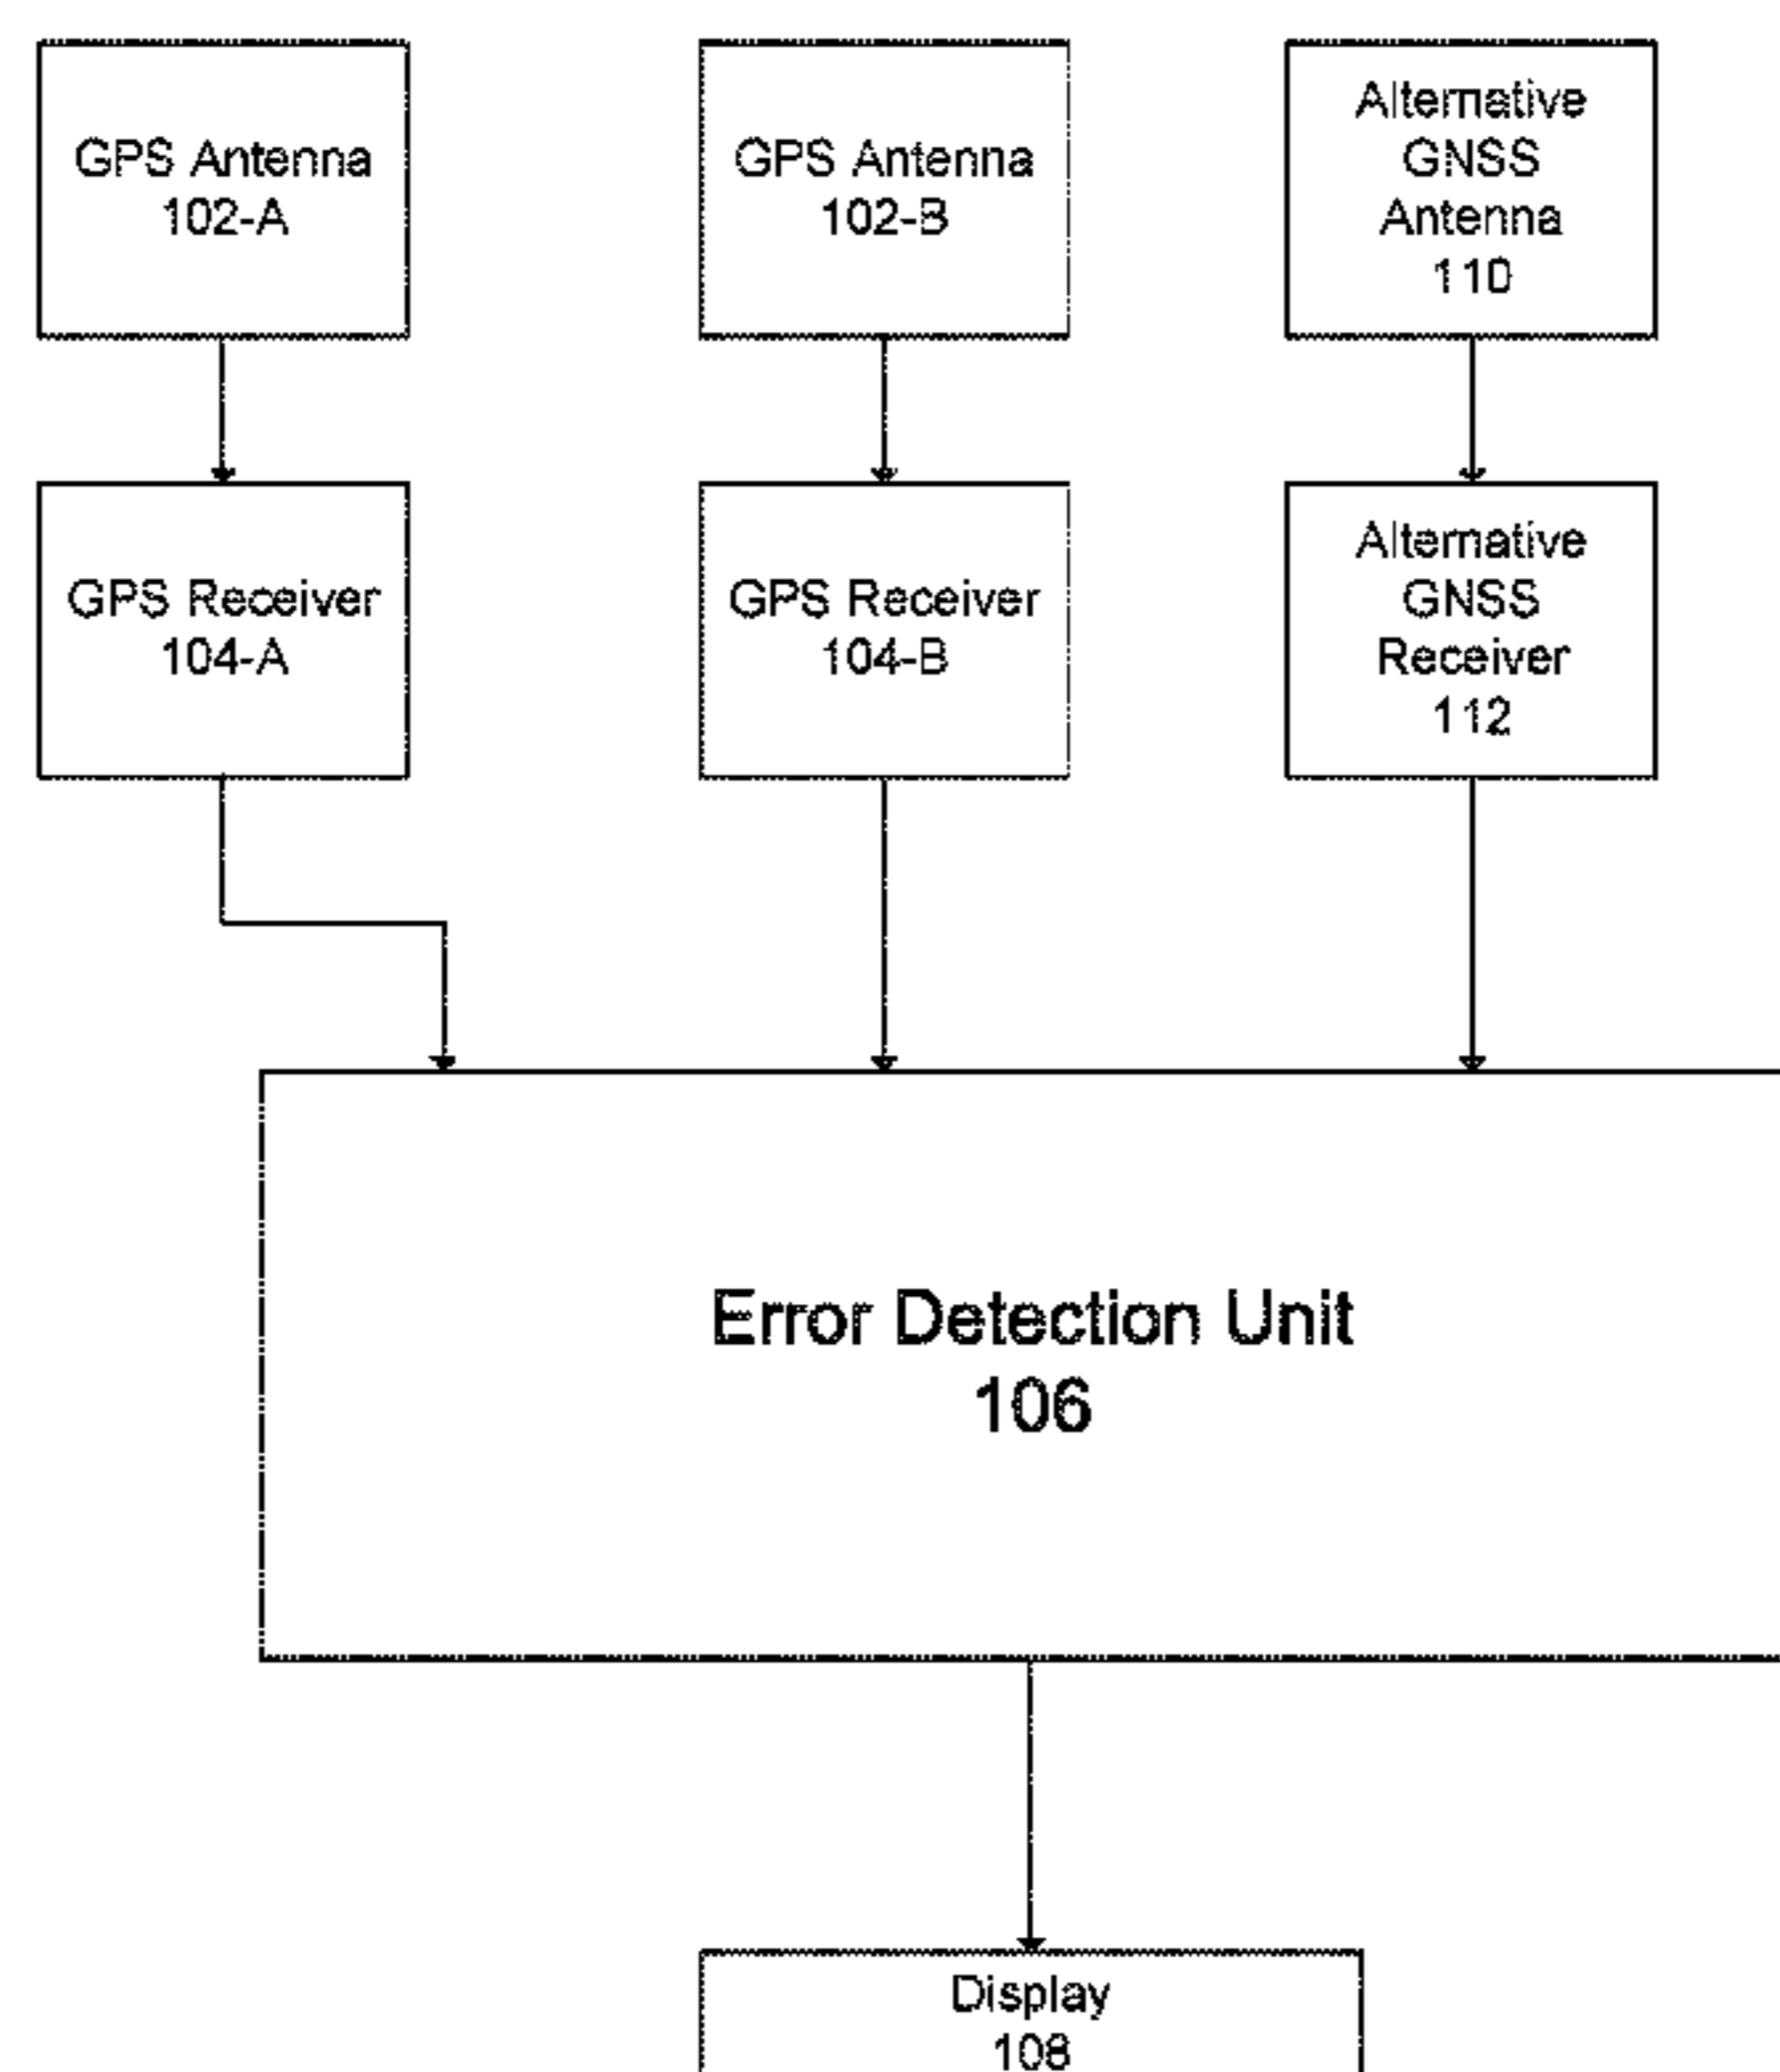 GPS Antenna
102-A
GPS Antenna
102-B
Alternative
GNSS
Antenna
110
GPS Receiver
104-A
GPS Receiver
104-B
Alternative
GNSS
Receiver
112
Error Detection Unit
106
Display
108